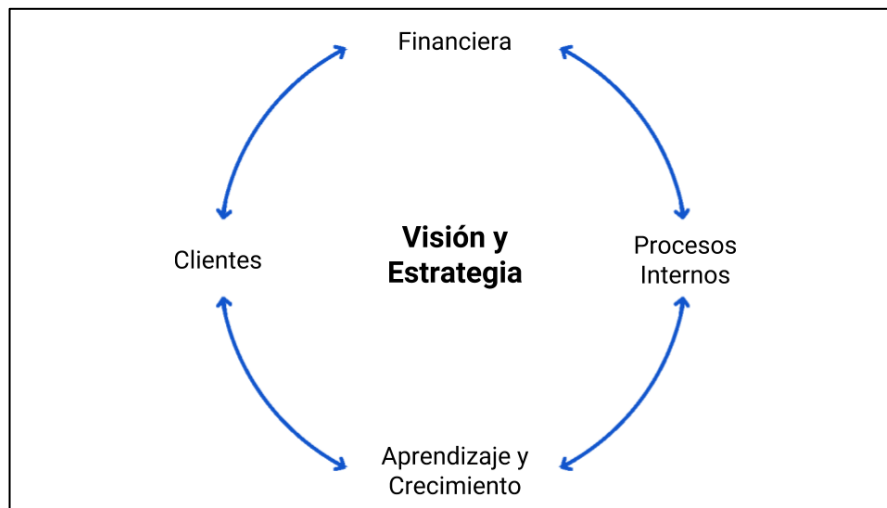 Financiera
Clientes
Visión y
Estrategia
Procesos
Internos
Aprendizaje y
Crecimiento